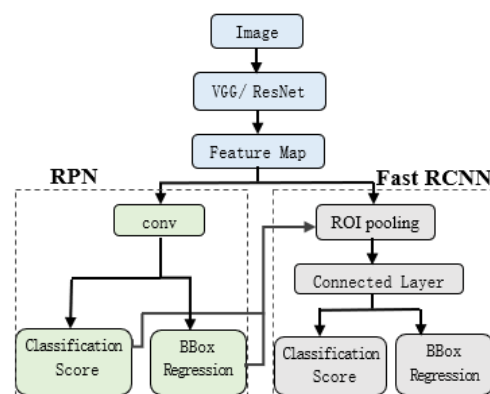 Image
VGG/ ResNet
Feature Map
RPN
Fast RCNN
conv
ROI pooling
Connected Layer
Classification
Score
BBox
Regression
Classification
Score
BBox
Regression